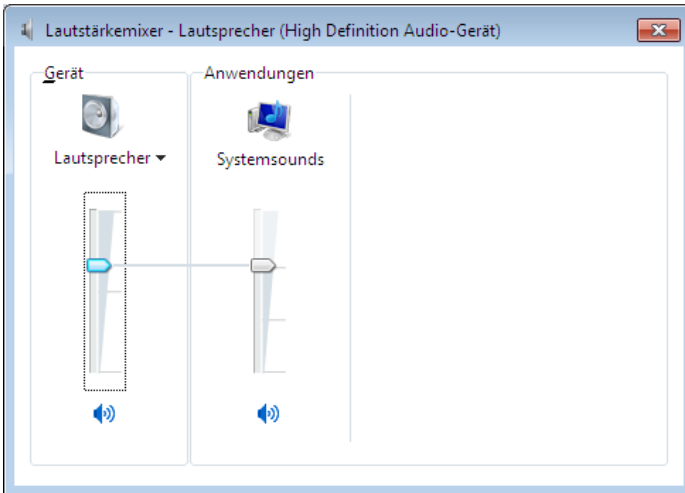 Lautstärkemixer - Lautsprecher (High Definition Audio-Gerät)
Gerät
Anwendungen
Lautsprecher
Systemsounds